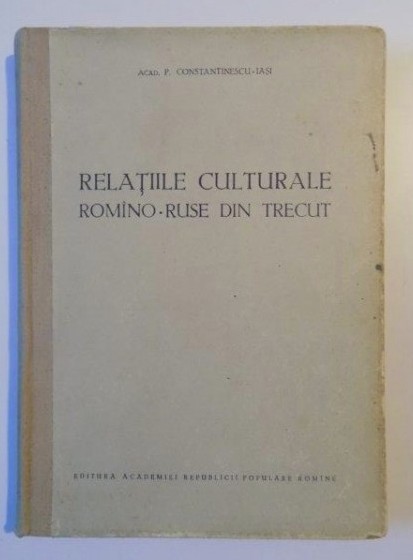 ACAD. P. CONSTANTINESCU-IAȘI
RELAȚIILE CULTURALE
ROMÎNO-RUSE DIN TRECUT
EDITURA ACADEMIEI REPUBLICII POPULARE ROMÎNE